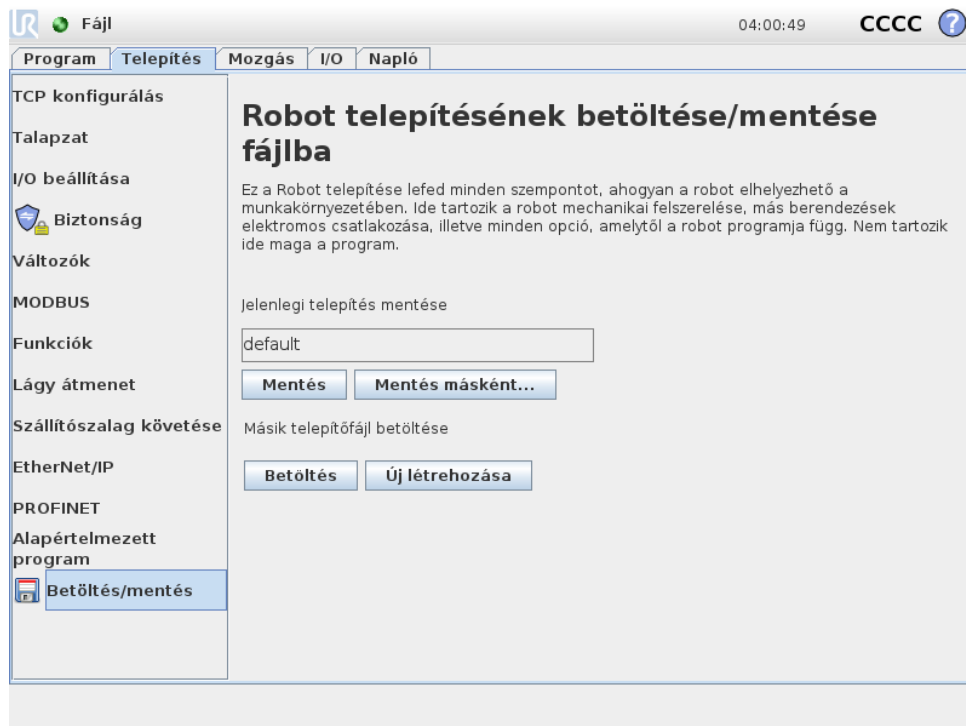 UR Fájl 04:00:49 CCCC ?
Program Telepítés Mozgás I/O Napló
TCP konfigurálás
Talapzat
I/O beállítása
Biztonság
Változók
MODBUS
Funkciók
Lágy átmenet
Szállítószalag követése
EtherNet/IP
PROFINET
Alapértelmezett
program
Betöltés/mentés
Robot telepítésének betöltése/mentése
fájlba
Ez a Robot telepítése lefed minden szempontot, ahogyan a robot elhelyezhető a
munkakörnyezetében. Ide tartozik a robot mechanikai felszerelése, más berendezések
elektromos csatlakozása, illetve minden opció, amelytől a robot programja függ. Nem tartozik
ide maga a program.
Jelenlegi telepítés mentése
default
Mentés Mentés másként...
Másik telepítőfájl betöltése
Betöltés Új létrehozása